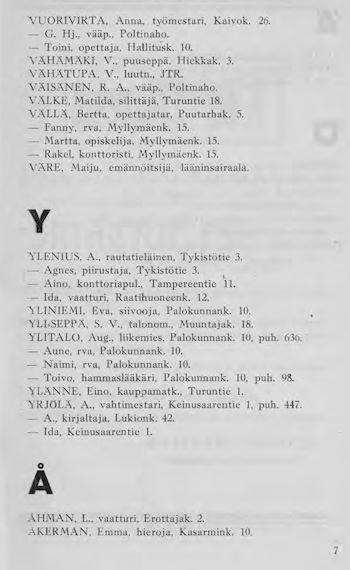 VUORIVIRTA, Anna, työmestari, Kaivok. 26.
— G. Hj., vääp., Poltinaho.
— Toini, opettaja, Hallitusk. 10.
VÄHÄMÄKI, V., puuseppä. Hiekkak. 3.
VÄHÄTUPA, V., luutn., JTR.
VÄISÄNEN, R. A., vääp., Poltinaho.
VÄLKE, Matilda, silittäjä, Turuntie 18.
VÄLLÄ, Bertta, opettajatar, Puutarhak. 5.
— Fanny, rva, Myllymäenk. 15.
— Martta, opiskelija, Myllymäenk. 15.
— Rakel, konttoristi, Myllymäenk. 15.
VÄRE, Maiju, emännöitsijä, lääninsairaala.
Y
YLENIUS, A., rautatieläinen, Tykistötie 3.
— Agnes, piirustaja, Tykistötie 3.
— Aino, konttoriapul., Tampereentie 11.
— Ida, vaatturi, Raatihuoneenk. 12.
YLINIEMI, Eva, siivooja, Palokunnank. 10.
YLI-SEPPÄ, S. V., talonom., Muuntajak. 18.
YLITALO, Aug., liikemies, Palokunnank. 10, puh. 636.
— Aune, rva, Palokunnank. 10.
— Naimi, rva, Palokunnank. 10.
— Toivo, hammaslääkäri, Palokunnank. 10, puh. 98.
YLÄNNE, Eino, kauppamatk., Turuntie 1.
YRJÖLÄ, A., vahtimestari, Keinusaarentie 1, puh. 447.
— A., kirjaltaja, Lukionk. 42.
— Ida, Keinusaarentie 1.
Å
ÅHMAN, L., vaatturi, Erottajak. 2.
ÅKERMAN, Emma, hieroja, Kasarmink. 10.
7